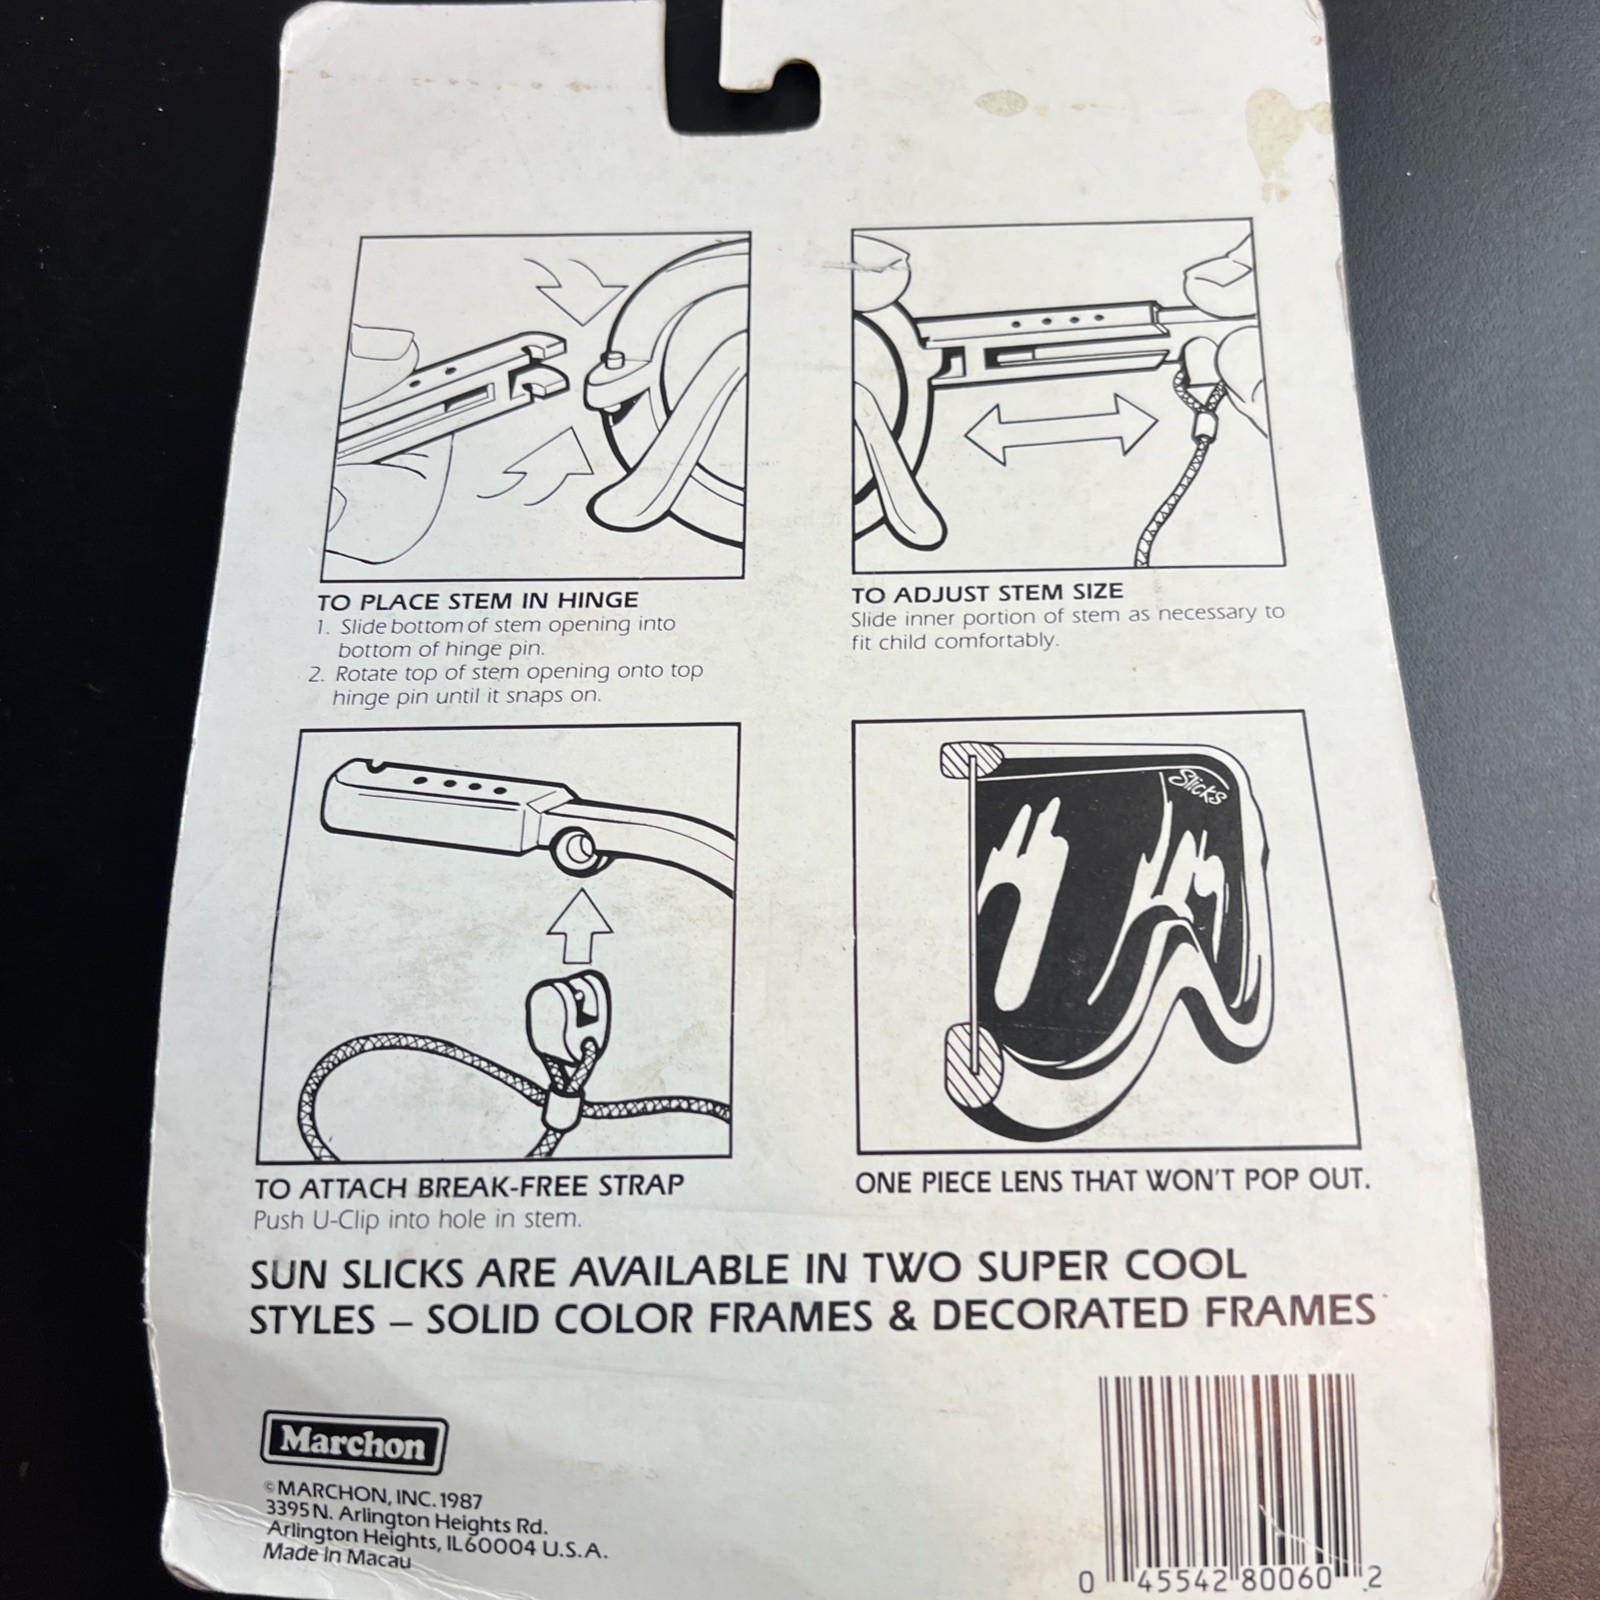 TO PLACE STEM IN HINGE
1. Slide bottom of stem opening into
bottom of hinge pin.
2. Rotate top of stem opening onto top
hinge pin until it snaps on.
TO ADJUST STEM SIZE
Slide inner portion of stem as necessary to
fit child comfortably.
Slicks
TO ATTACH BREAK-FREE STRAP
Push U-Clip into hole in stem.
ONE PIECE LENS THAT WON'T POP OUT.
SUN SLICKS ARE AVAILABLE IN TWO SUPER COOL
STYLES – SOLID COLOR FRAMES & DECORATED FRAMES
Marchon
© MARCHON, INC. 1987
3395 N. Arlington Heights Rd.
Arlington Heights, IL 60004 U.S.A.
Made in Macau
0 45542 80060 2